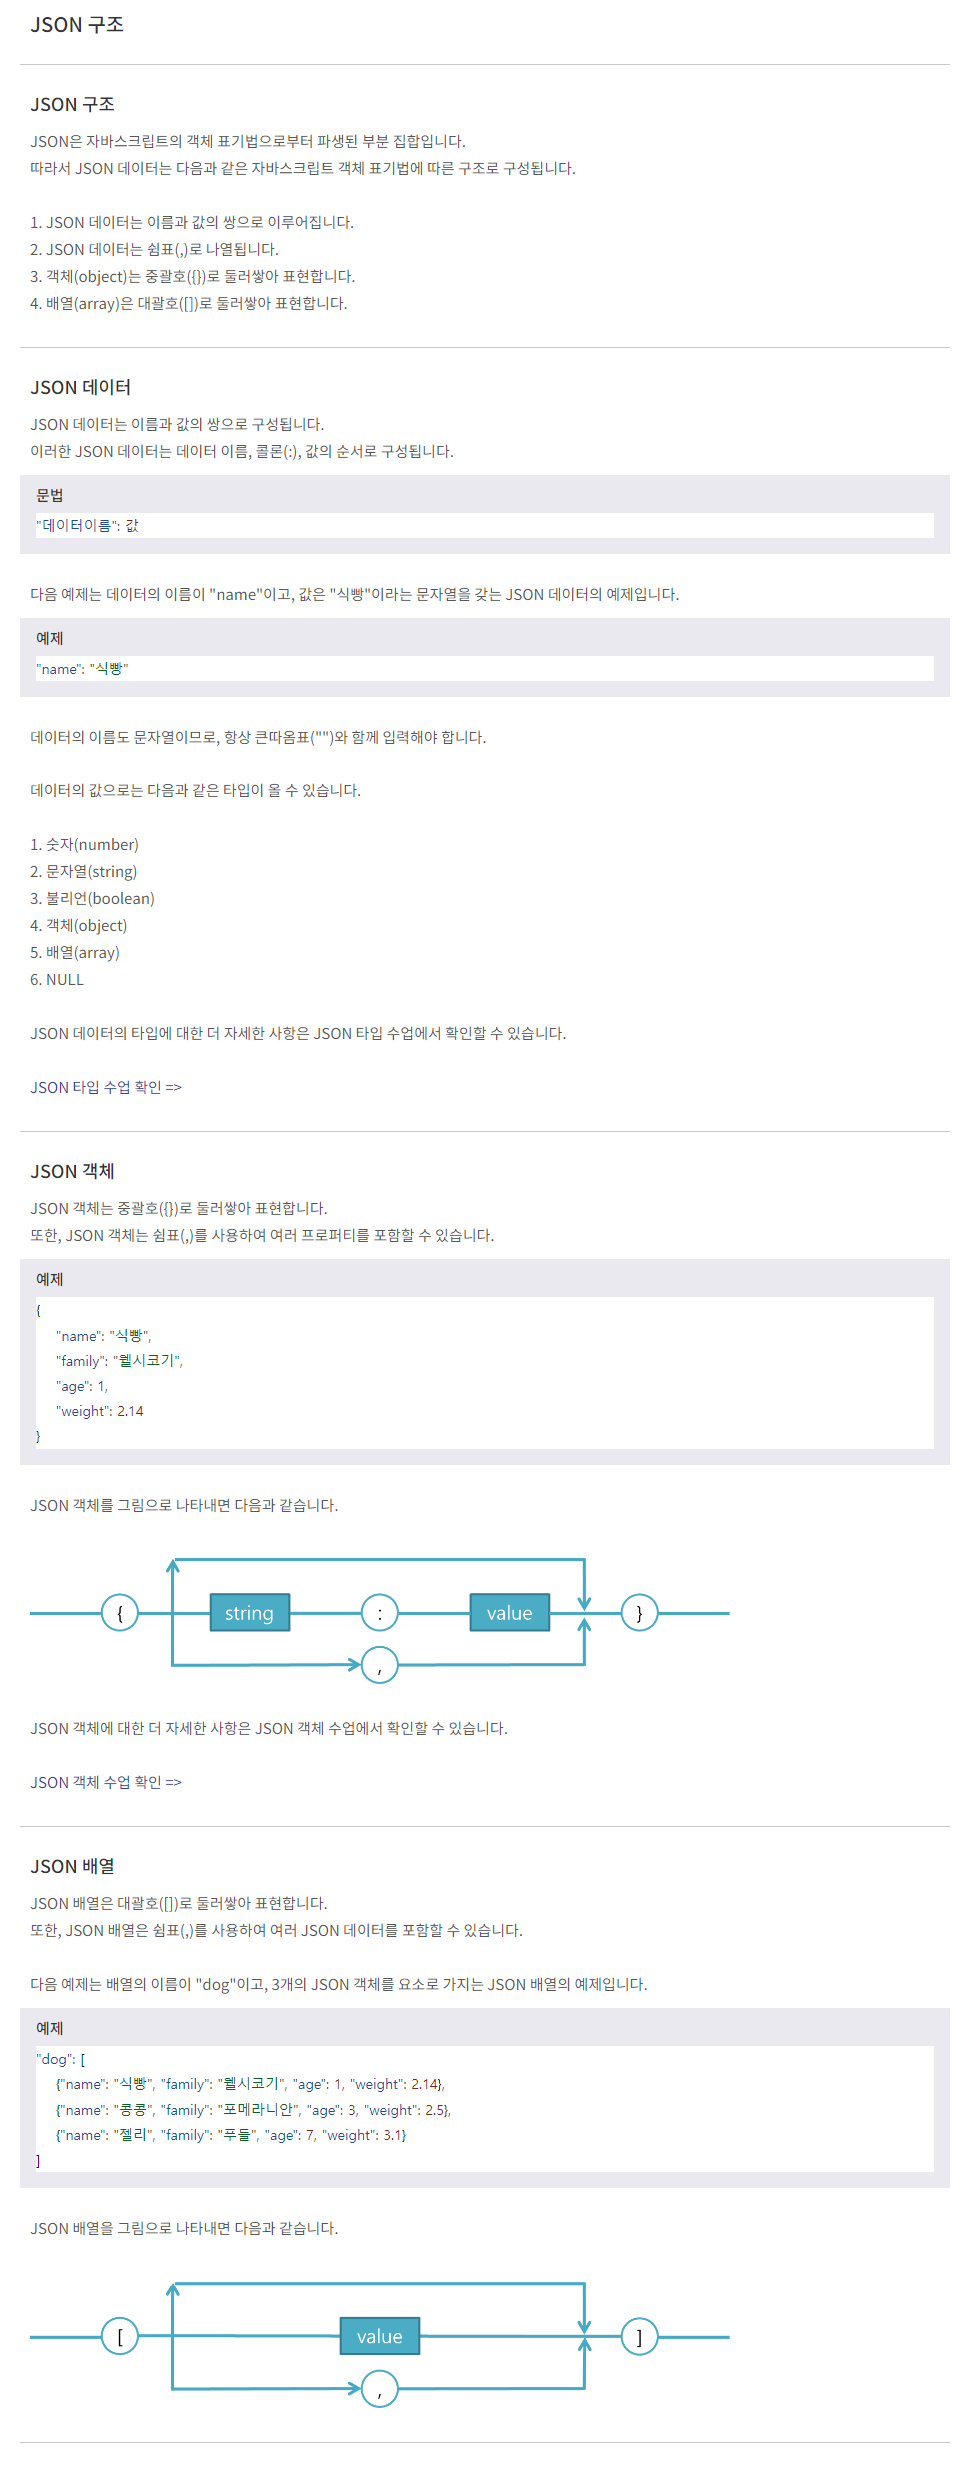 JSON 구조
JSON 구조
JSON은 자바스크립트의 객체 표기법으로부터 파생된 부분 집합입니다.
따라서 JSON 데이터는 다음과 같은 자바스크립트 객체 표기법에 따른 구조로 구성됩니다.
1. JSON 데이터는 이름과 값의 쌍으로 이루어집니다.
2. JSON 데이터는 쉼표(,)로 나열됩니다.
3. 객체(object)는 중괄호({})로 둘러쌓아 표현합니다.
4. 배열(array)은 대괄호([])로 둘러쌓아 표현합니다.
JSON 데이터
JSON 데이터는 이름과 값의 쌍으로 구성됩니다.
이러한 JSON 데이터는 데이터 이름, 콜론(:), 값의 순서로 구성됩니다.
문법
"데이터이름": 값
다음 예제는 데이터의 이름이 "name"이고, 값은 "식빵"이라는 문자열을 갖는 JSON 데이터의 예제입니다.
예제
"name": "식빵"
데이터의 이름도 문자열이므로, 항상 큰따옴표("")와 함께 입력해야 합니다.
데이터의 값으로는 다음과 같은 타입이 올 수 있습니다.
1. 숫자(number)
2. 문자열(string)
3. 불리언(boolean)
4. 객체(object)
5. 배열(array)
6. NULL
JSON 데이터의 타입에 대한 더 자세한 사항은 JSON 타입 수업에서 확인할 수 있습니다.
JSON 타입 수업 확인 =>
JSON 객체
JSON 객체는 중괄호({})로 둘러쌓아 표현합니다.
또한, JSON 객체는 쉼표(,)를 사용하여 여러 프로퍼티를 포함할 수 있습니다.
예제
{
"name": "식빵",
"family": "웰시코기",
"age": 1,
"weight": 2.14
}
JSON 객체를 그림으로 나타내면 다음과 같습니다.
{ string : value }
,
JSON 객체에 대한 더 자세한 사항은 JSON 객체 수업에서 확인할 수 있습니다.
JSON 객체 수업 확인 =>
JSON 배열
JSON 배열은 대괄호([])로 둘러쌓아 표현합니다.
또한, JSON 배열은 쉼표(,)를 사용하여 여러 JSON 데이터를 포함할 수 있습니다.
다음 예제는 배열의 이름이 "dog"이고, 3개의 JSON 객체를 요소로 가지는 JSON 배열의 예제입니다.
예제
"dog": [
{"name": "식빵", "family": "웰시코기", "age": 1, "weight": 2.14},
{"name": "콩콩", "family": "포메라니안", "age": 3, "weight": 2.5},
{"name": "젤리", "family": "푸들", "age": 7, "weight": 3.1}
]
JSON 배열을 그림으로 나타내면 다음과 같습니다.
[ value ]
,